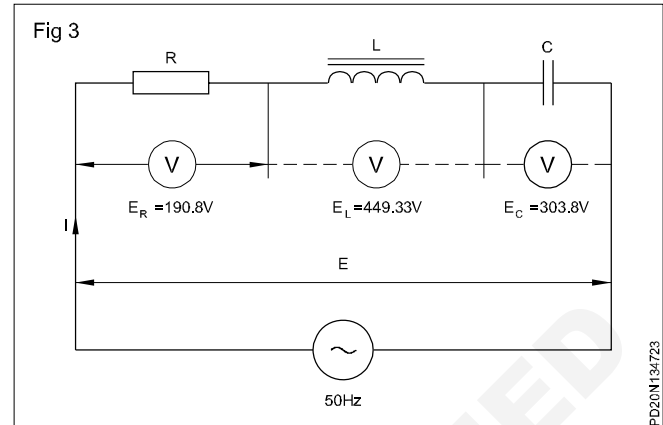 Fig 3
R
L
C
V
V
V
E_R =190.8V
E_L =449.33V
E_C =303.8V
I
E
50Hz
PD20N134723